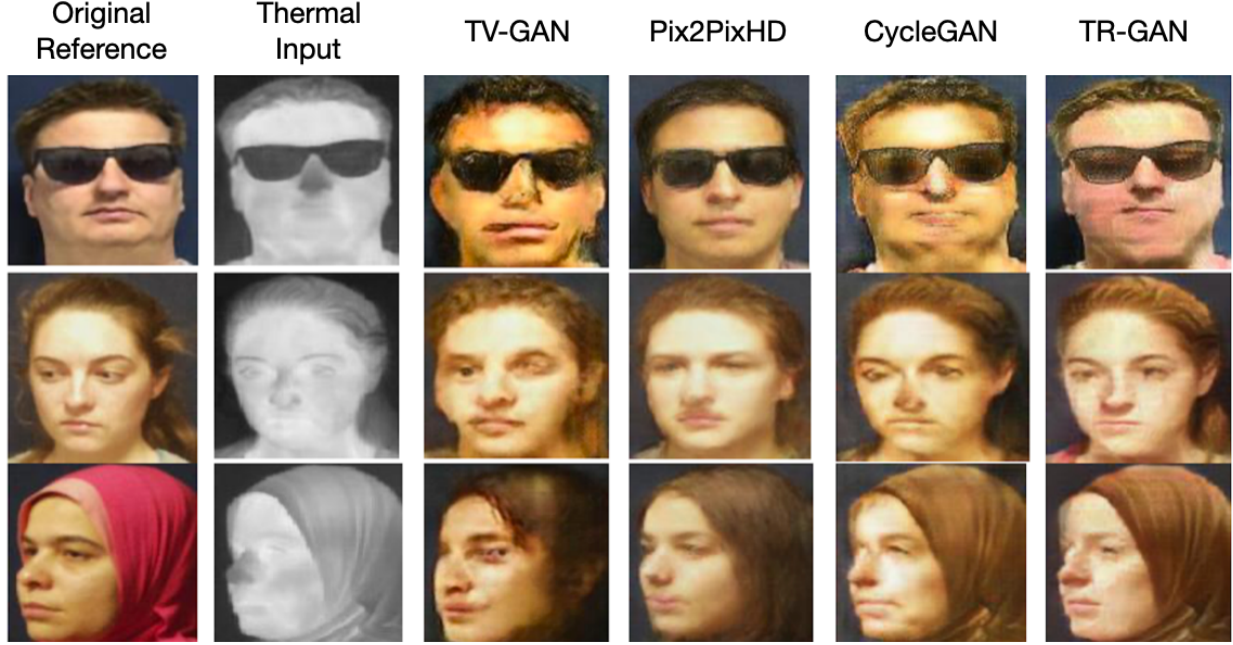 Original
Reference
Thermal
Input
TV-GAN
Pix2PixHD
CycleGAN
TR-GAN